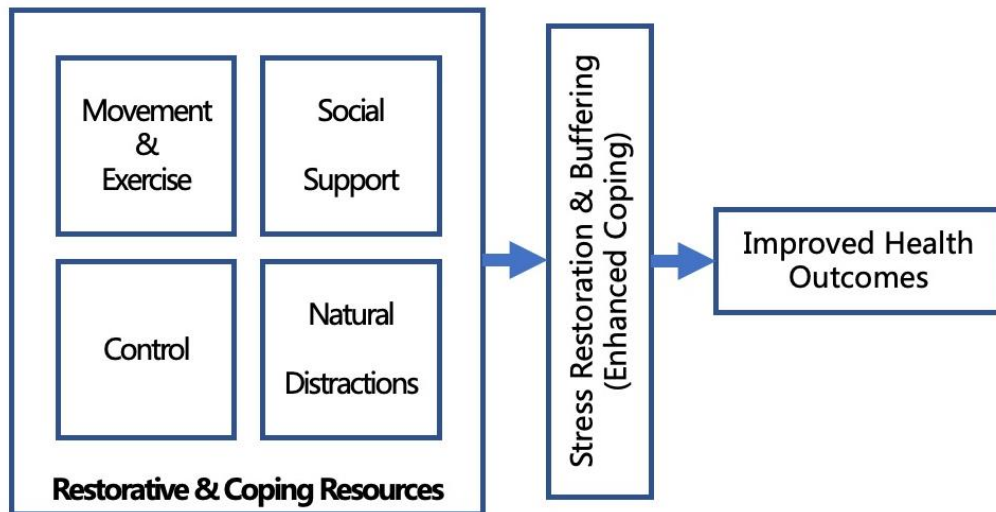 Movement
&
Exercise
Social
Support
Control
Natural
Distractions
Restorative & Coping Resources
Stress Restoration & Buffering
(Enhanced Coping)
Improved Health
Outcomes